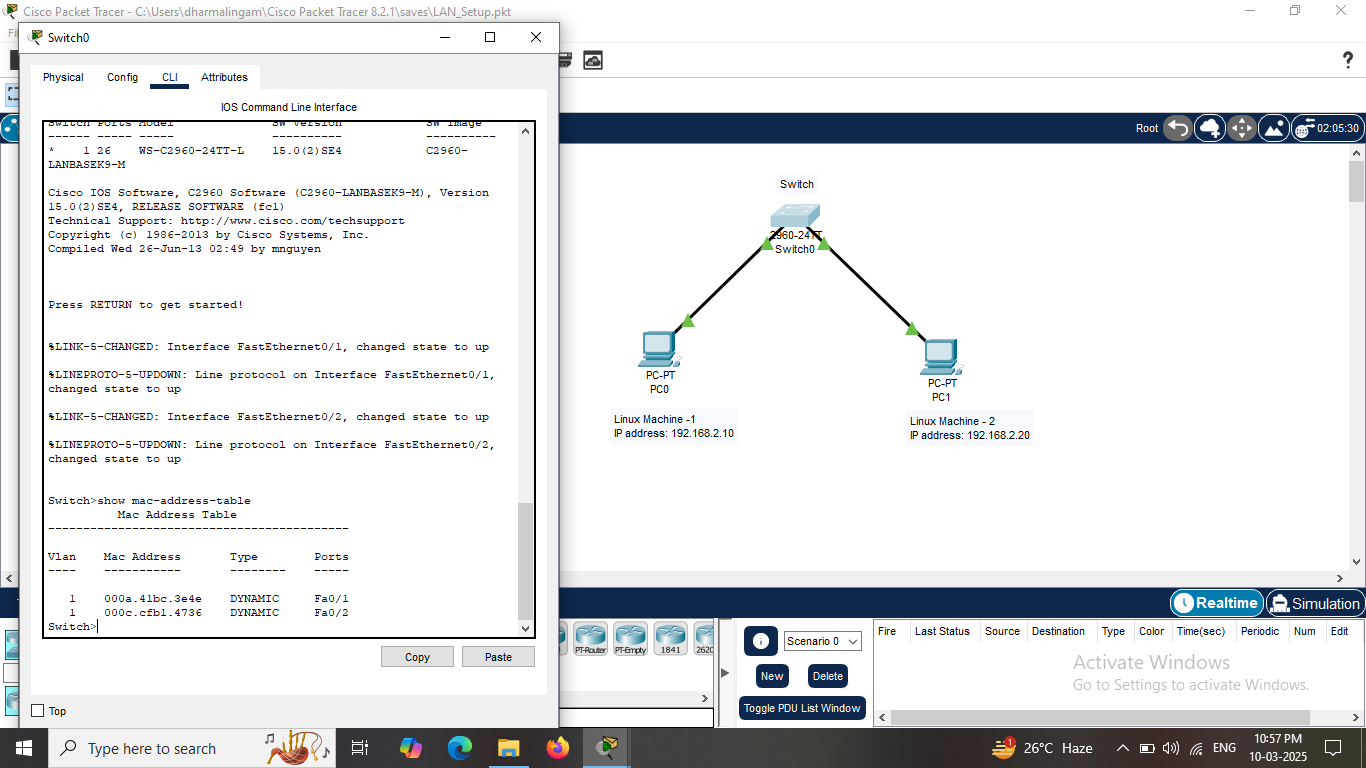 Cisco Packet Tracer - C:\Users\dharmalingam\Cisco Packet Tracer 8.2.1\saves\LAN_Setup.pkt
Switch0
Physical Config CLI Attributes
IOS Command Line Interface
Switch Ports Model SW Version SW Image
------ ----- ----- ---------- ----------
* 1 26 WS-C2960-24TT-L 15.0(2)SE4 C2960-
LANBASEK9-M
Cisco IOS Software, C2960 Software (C2960-LANBASEK9-M), Version
15.0(2)SE4, RELEASE SOFTWARE (fc1)
Technical Support: http://www.cisco.com/techsupport
Copyright (c) 1986-2013 by Cisco Systems, Inc.
Compiled Wed 26-Jun-13 02:49 by mnguyen
Press RETURN to get started!
%LINK-5-CHANGED: Interface FastEthernet0/1, changed state to up
%LINEPROTO-5-UPDOWN: Line protocol on Interface FastEthernet0/1,
changed state to up
%LINK-5-CHANGED: Interface FastEthernet0/2, changed state to up
%LINEPROTO-5-UPDOWN: Line protocol on Interface FastEthernet0/2,
changed state to up
Switch>show mac-address-table
Mac Address Table
-------------------------------------------
Vlan Mac Address Type Ports
---- ----------- -------- -----
1 000a.41bc.3e4e DYNAMIC Fa0/1
1 000c.cfb1.4736 DYNAMIC Fa0/2
Switch>
Copy Paste
Top
Root 02:05:30
Switch
2960-24TT
Switch0
PC-PT
PC0
Linux Machine -1
IP address: 192.168.2.10
PC-PT
PC1
Linux Machine - 2
IP address: 192.168.2.20
Realtime Simulation
PT-Router PT-Empty 1841 2620
Scenario 0
New Delete
Toggle PDU List Window
Fire Last Status Source Destination Type Color Time(sec) Periodic Num Edit
Activate Windows
Go to Settings to activate Windows.
Type here to search
1
26°C Haze
ENG
10:57 PM
10-03-2025